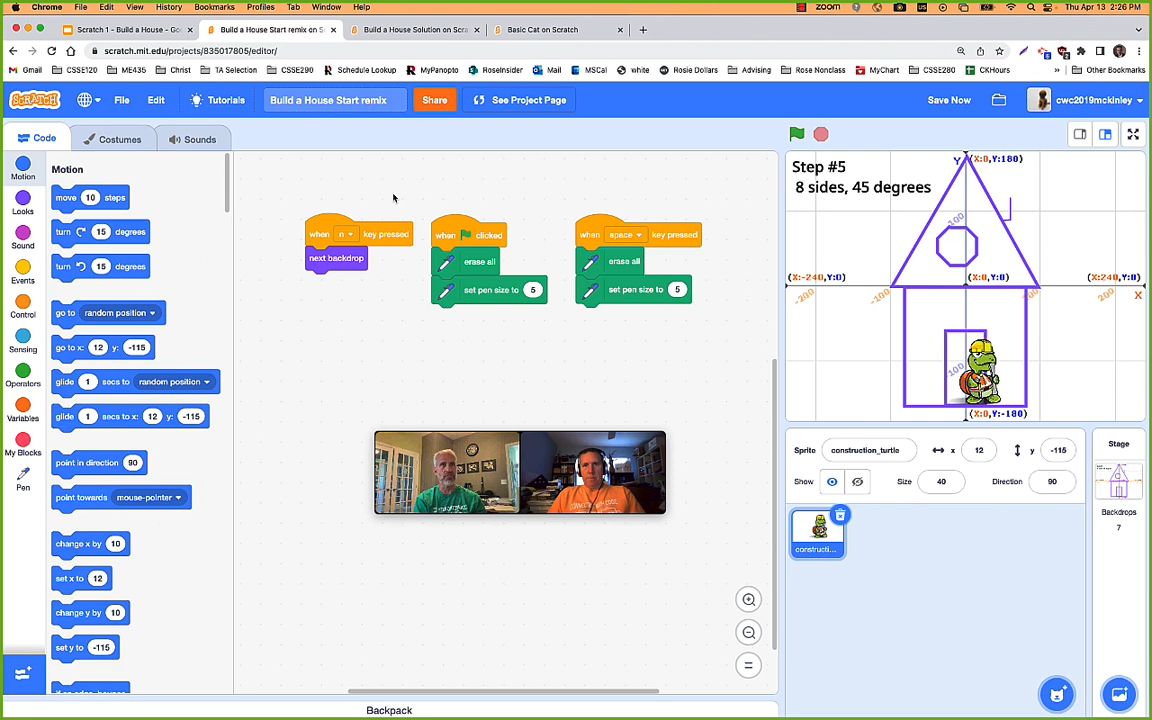 Chrome File Edit View History Bookmarks Profiles Tab Window Help zoom Thu Apr 13 2:26 PM
Scratch 1 - Build a House - Go Build a House Start remix on S Build a House Solution on Scra Basic Cat on Scratch
scratch.mit.edu/projects/835017805/editor/
Gmail CSSE120 ME435 Christ TA Selection CSSE290 Schedule Lookup MyPanopto RoseInsider Mail MSCal white Rosie Dollars Advising Rose Nonclass MyChart CSSE280 CKHours » Other Bookmarks
SCRATCH File Edit Tutorials Build a House Start remix Share See Project Page Save Now cwc2019mckinley
Code Costumes Sounds
Motion
Looks
Sound
Events
Control
Sensing
Operators
Variables
My Blocks
Pen
Motion
move 10 steps
turn 15 degrees
turn 15 degrees
go to random position
go to x: 12 y: -115
glide 1 secs to random position
glide 1 secs to x: 12 y: -115
point in direction 90
point towards mouse-pointer
change x by 10
set x to 12
change y by 10
set y to -115
when n key pressed
next backdrop
when clicked
erase all
set pen size to 5
when space key pressed
erase all
set pen size to 5
Step #5
8 sides, 45 degrees
Y (X:0,Y:180)
100
(X:-240,Y:0) (X:0,Y:0) (X:240,Y:0)
-200 -100 100 200 X
-100
(X:0,Y:-180)
Sprite construction_turtle x 12 y -115
Show Size 40 Direction 90
constructi...
Stage
Backdrops
7
Backpack